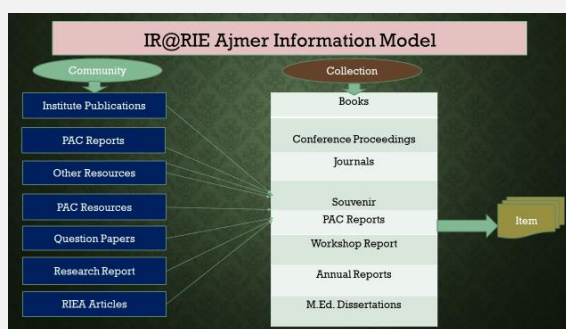 IR@RIE Ajmer Information Model
Community
Institute Publications
PAC Reports
Other Resources
PAC Resources
Question Papers
Research Report
RIEA Articles
Collection
Books
Conference Proceedings
Journals
Souvenir
PAC Reports
Workshop Report
Annual Reports
M.Ed. Dissertations
Item